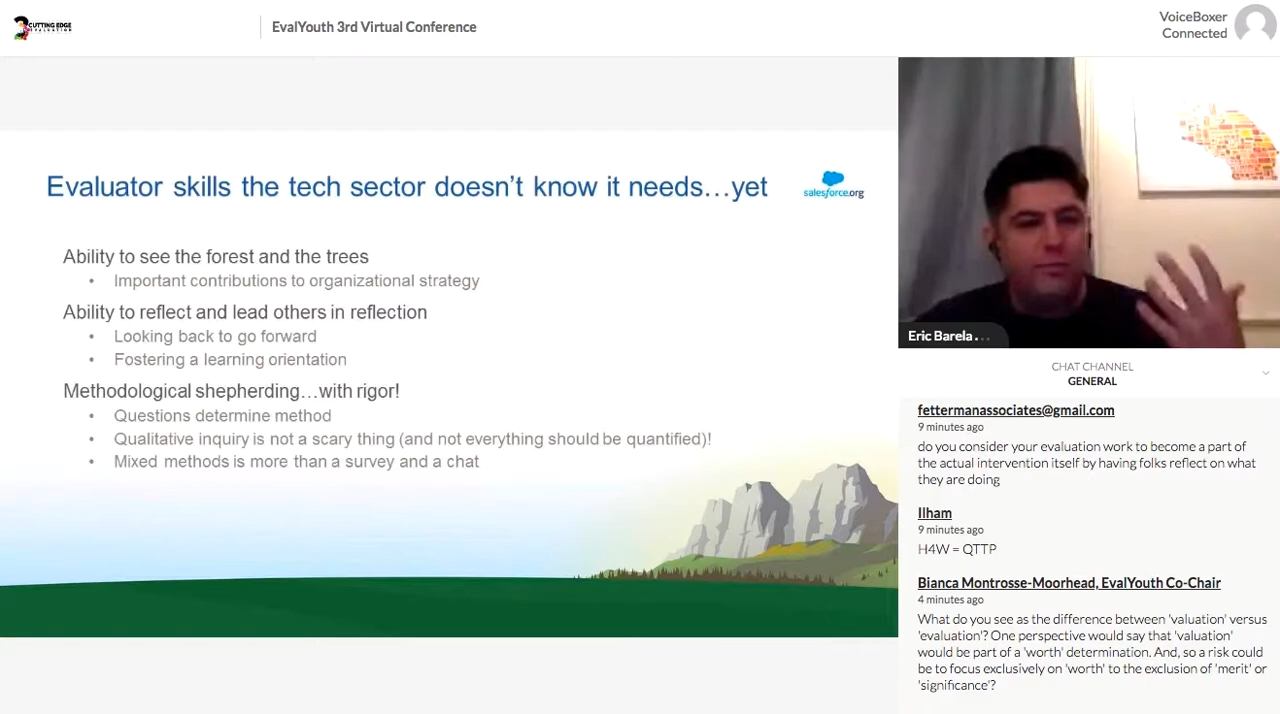 CUTTING EDGE
EvalYouth 3rd Virtual Conference
VoiceBoxer
Connected
Evaluator skills the tech sector doesn't know it needs…yet
salesforce.org
Ability to see the forest and the trees
• Important contributions to organizational strategy
Ability to reflect and lead others in reflection
• Looking back to go forward
• Fostering a learning orientation
Methodological shepherding…with rigor!
• Questions determine method
• Qualitative inquiry is not a scary thing (and not everything should be quantified)!
• Mixed methods is more than a survey and a chat
Eric Barela ...
CHAT CHANNEL
GENERAL
fettermanassociates@gmail.com
9 minutes ago
do you consider your evaluation work to become a part of
the actual intervention itself by having folks reflect on what
they are doing
Ilham
9 minutes ago
H4W = QTTP
Bianca Montrosse-Moorhead, EvalYouth Co-Chair
4 minutes ago
What do you see as the difference between 'valuation' versus
'evaluation'? One perspective would say that 'valuation'
would be part of a 'worth' determination. And, so a risk could
be to focus exclusively on 'worth' to the exclusion of 'merit' or
'significance'?